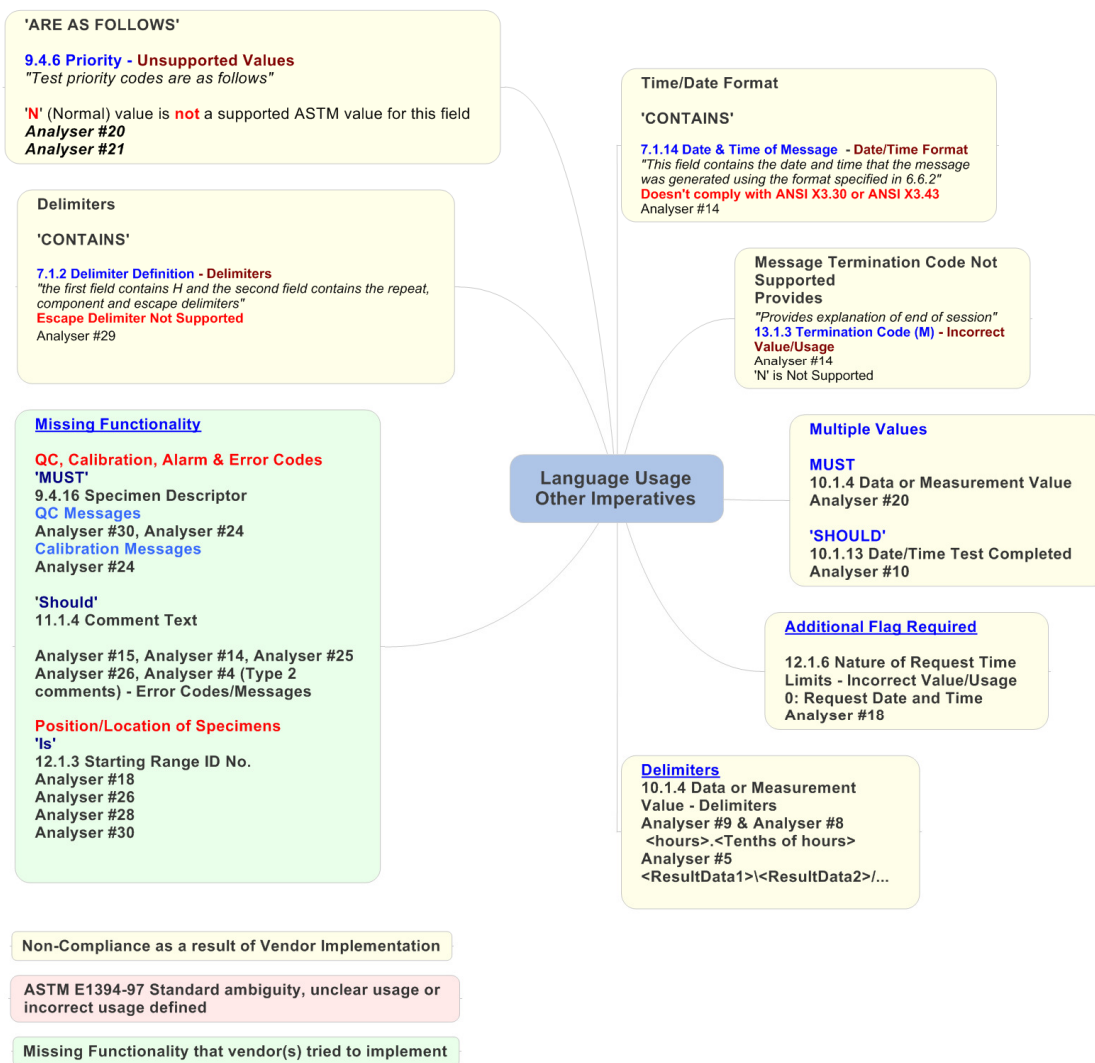 'ARE AS FOLLOWS'
9.4.6 Priority - Unsupported Values
"Test priority codes are as follows"
'N' (Normal) value is not a supported ASTM value for this field
Analyser #20
Analyser #21
Delimiters
'CONTAINS'
7.1.2 Delimiter Definition - Delimiters
"the first field contains H and the second field contains the repeat,
component and escape delimiters"
Escape Delimiter Not Supported
Analyser #29
Missing Functionality
QC, Calibration, Alarm & Error Codes
'MUST'
9.4.16 Specimen Descriptor
QC Messages
Analyser #30, Analyser #24
Calibration Messages
Analyser #24
'Should'
11.1.4 Comment Text
Analyser #15, Analyser #14, Analyser #25
Analyser #26, Analyser #4 (Type 2
comments) - Error Codes/Messages
Position/Location of Specimens
'Is'
12.1.3 Starting Range ID No.
Analyser #18
Analyser #26
Analyser #28
Analyser #30
Language Usage
Other Imperatives
Time/Date Format
'CONTAINS'
7.1.14 Date & Time of Message - Date/Time Format
"This field contains the date and time that the message
was generated using the format specified in 6.6.2"
Doesn't comply with ANSI X3.30 or ANSI X3.43
Analyser #14
Message Termination Code Not
Supported
Provides
"Provides explanation of end of session"
13.1.3 Termination Code (M) - Incorrect
Value/Usage
Analyser #14
'N' is Not Supported
Multiple Values
MUST
10.1.4 Data or Measurement Value
Analyser #20
'SHOULD'
10.1.13 Date/Time Test Completed
Analyser #10
Additional Flag Required
12.1.6 Nature of Request Time
Limits - Incorrect Value/Usage
0: Request Date and Time
Analyser #18
Delimiters
10.1.4 Data or Measurement
Value - Delimiters
Analyser #9 & Analyser #8
<hours>.<Tenths of hours>
Analyser #5
<ResultData1>\<ResultData2>/...
Non-Compliance as a result of Vendor Implementation
ASTM E1394-97 Standard ambiguity, unclear usage or
incorrect usage defined
Missing Functionality that vendor(s) tried to implement